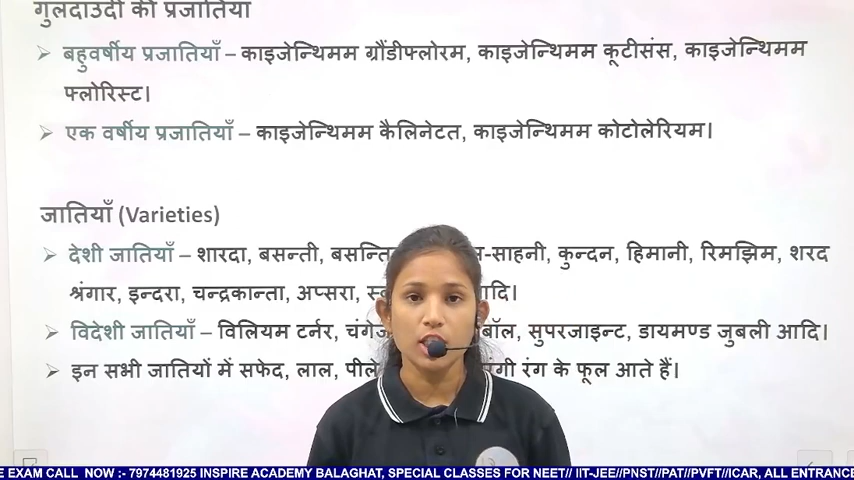 गुलदाउदी की प्रजातियाँ
➢ बहुवर्षीय प्रजातियाँ – काइजेन्थिमम ग्रौंडीफ्लोरम, काइजेन्थिमम कूटीसंस, काइजेन्थिमम
फ्लोरिस्ट।
➢ एक वर्षीय प्रजातियाँ – काइजेन्थिमम कैलिनेटत, काइजेन्थिमम कोटोलेरियम।
जातियाँ (Varieties)
➢ देशी जातियाँ – शारदा, बसन्ती, साहनी, कुन्दन, हिमानी, रिमझिम, शरद
श्रंगार, इन्दरा, चन्द्रकान्ता, अप्सरा, आदि।
➢ विदेशी जातियाँ – विलियम टर्नर, बॉल, सुपरजाइन्ट, डायमण्ड जुबली आदि।
➢ इन सभी जातियों में सफेद, लाल, पीले रंग के फूल आते हैं।
E EXAM CALL NOW :- 7974481925 INSPIRE ACADEMY BALAGHAT, SPECIAL CLASSES FOR NEET// IIT-JEE//PNST//PAT//PVFT//ICAR, ALL ENTRANCE